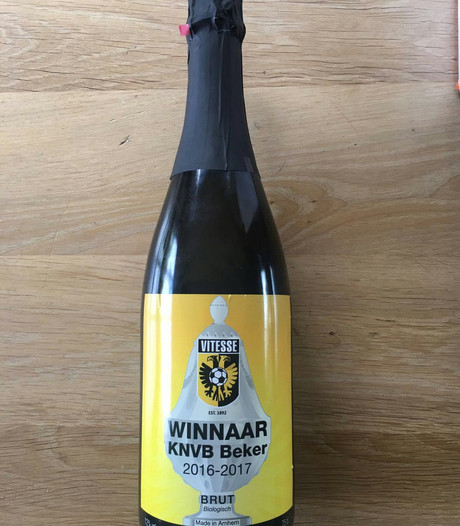 VITESSE
EST. 1892
WINNAAR
KNVB Beker
2016-2017
BRUT
Biologisch
Made in Arnhem